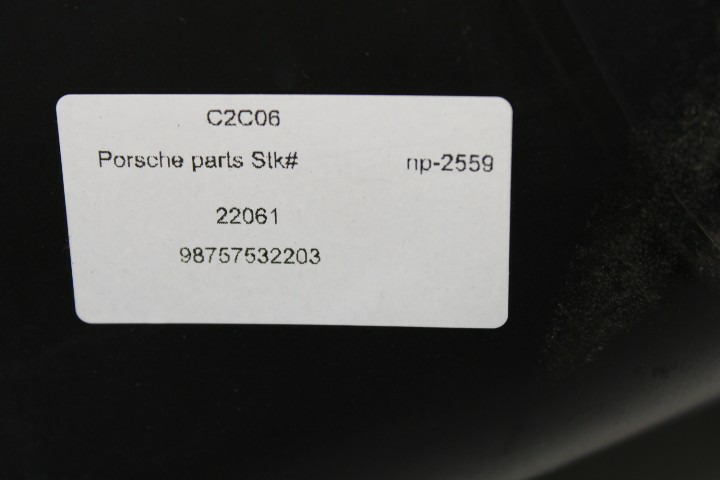 C2C06
Porsche parts Stk# np-2559
22061
98757532203